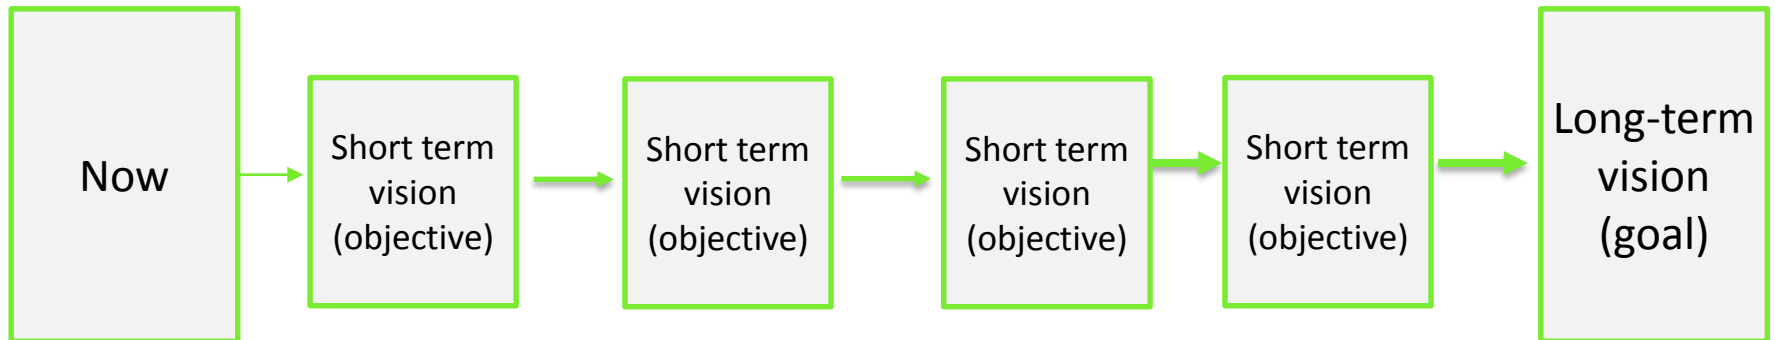 Now
Short term
vision
(objective)
Short term
vision
(objective)
Short term
vision
(objective)
Short term
vision
(objective)
Long-term
vision
(goal)